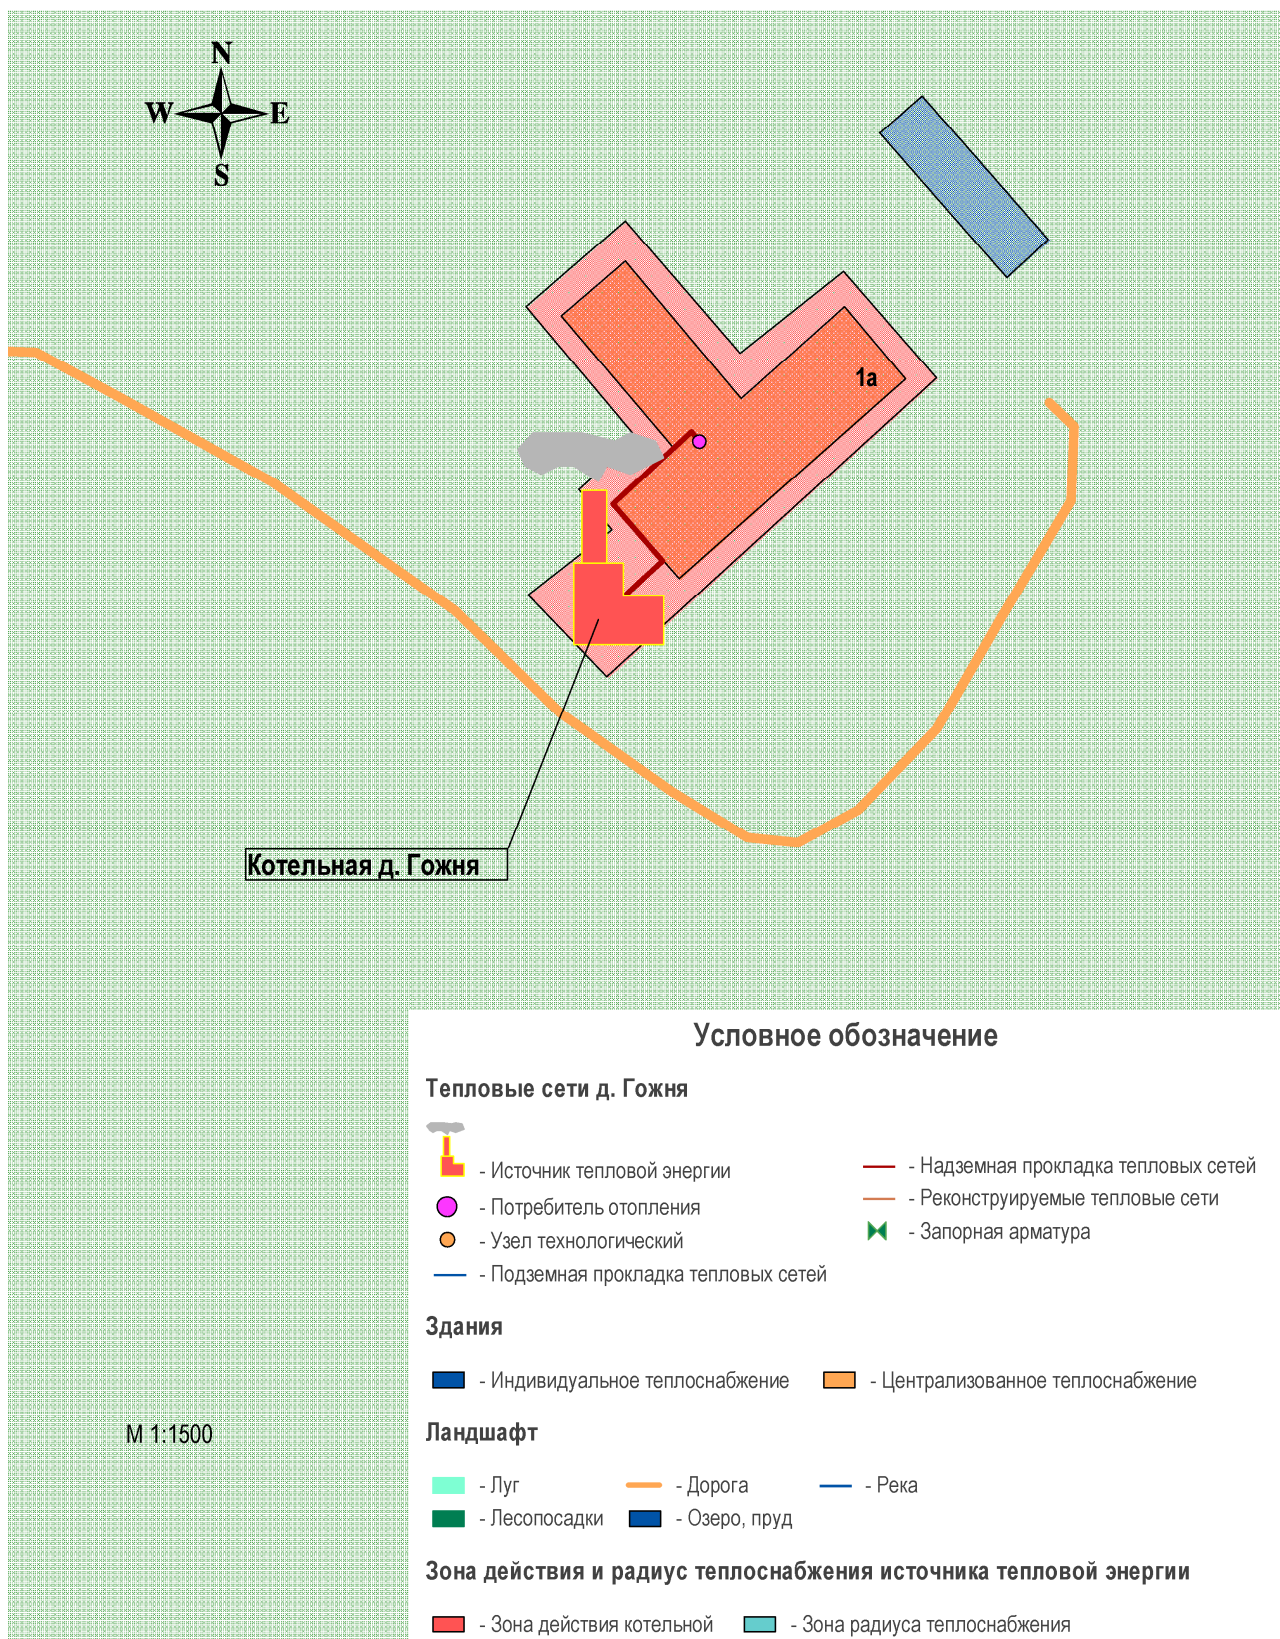 N
W E
S
1а
Котельная д. Гожня
Условное обозначение
Тепловые сети д. Гожня
- Источник тепловой энергии
- Потребитель отопления
- Узел технологический
- Подземная прокладка тепловых сетей
- Надземная прокладка тепловых сетей
- Реконструируемые тепловые сети
- Запорная арматура
Здания
- Индивидуальное теплоснабжение - Централизованное теплоснабжение
М 1:1500
Ландшафт
- Луг - Дорога - Река
- Лесопосадки - Озеро, пруд
Зона действия и радиус теплоснабжения источника тепловой энергии
- Зона действия котельной - Зона радиуса теплоснабжения